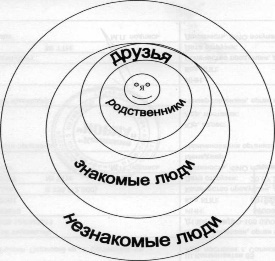 друзья
я
родственники
знакомые люди
незнакомые люди